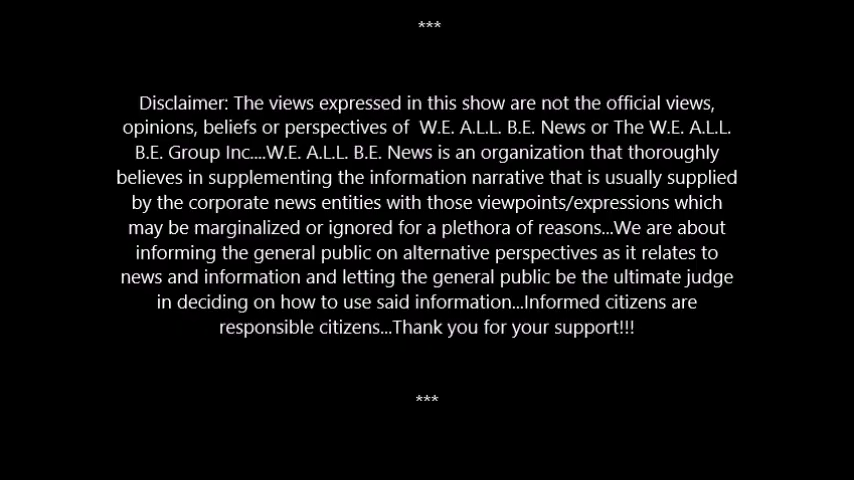 ***
Disclaimer: The views expressed in this show are not the official views,
opinions, beliefs or perspectives of  W.E. A.L.L. B.E. News or The W.E. A.L.L.
B.E. Group Inc....W.E. A.L.L. B.E. News is an organization that thoroughly
believes in supplementing the information narrative that is usually supplied
by the corporate news entities with those viewpoints/expressions which
may be marginalized or ignored for a plethora of reasons...We are about
informing the general public on alternative perspectives as it relates to
news and information and letting the general public be the ultimate judge
in deciding on how to use said information...Informed citizens are
responsible citizens...Thank you for your support!!!
***